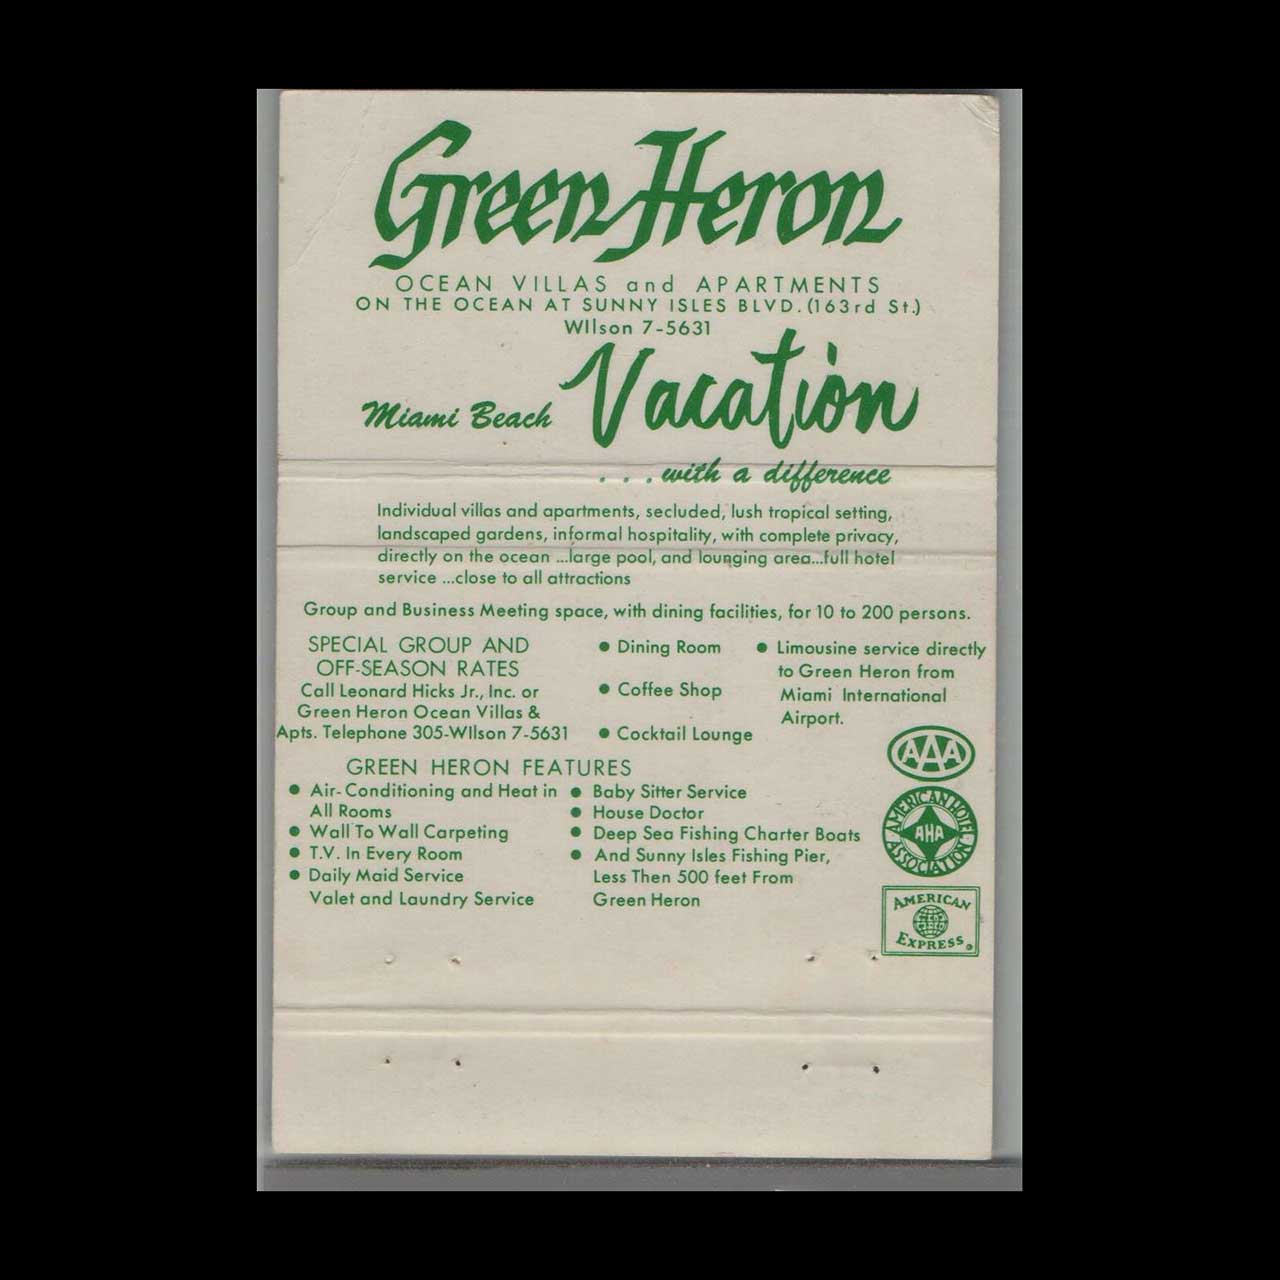 Green Heron
OCEAN VILLAS and APARTMENTS
ON THE OCEAN AT SUNNY ISLES BLVD. (163rd St.)
WIlson 7-5631
Miami Beach Vacation
. . . with a difference
Individual villas and apartments, secluded, lush tropical setting,
landscaped gardens, informal hospitality, with complete privacy,
directly on the ocean ...large pool, and lounging area...full hotel
service ...close to all attractions
Group and Business Meeting space, with dining facilities, for 10 to 200 persons.
SPECIAL GROUP AND
OFF-SEASON RATES
Call Leonard Hicks Jr., Inc. or
Green Heron Ocean Villas &
Apts. Telephone 305-WIlson 7-5631
• Dining Room
• Coffee Shop
• Cocktail Lounge
• Limousine service directly
to Green Heron from
Miami International
Airport.
GREEN HERON FEATURES
• Air-Conditioning and Heat in
All Rooms
• Wall To Wall Carpeting
• T.V. In Every Room
• Daily Maid Service
Valet and Laundry Service
• Baby Sitter Service
• House Doctor
• Deep Sea Fishing Charter Boats
• And Sunny Isles Fishing Pier,
Less Then 500 feet From
Green Heron
AAA
AMERICAN HOTEL
AHA
ASSOCIATION
AMERICAN
EXPRESS®